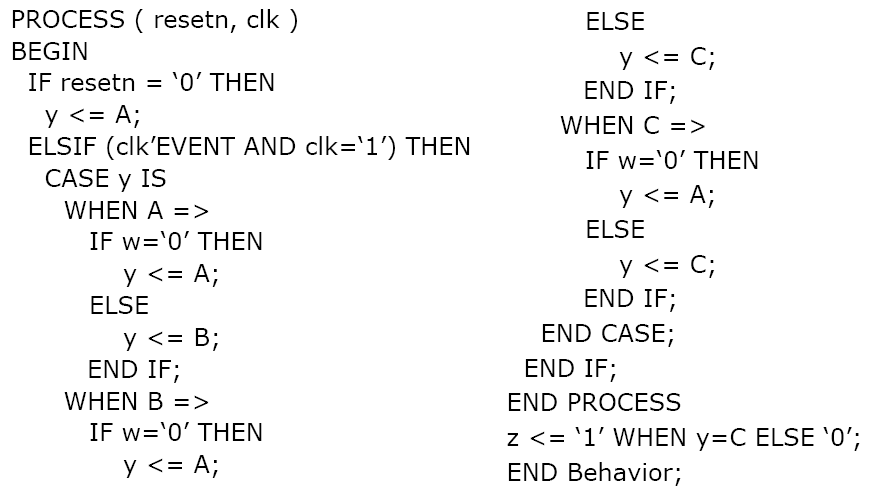 PROCESS ( resetn, clk )
BEGIN
IF resetn = ‘0’ THEN
y <= A;
ELSIF (clk’EVENT AND clk=‘1’) THEN
CASE y IS
WHEN A =>
IF w=‘0’ THEN
y <= A;
ELSE
y <= B;
END IF;
WHEN B =>
IF w=‘0’ THEN
y <= A;
ELSE
y <= C;
END IF;
WHEN C =>
IF w=‘0’ THEN
y <= A;
ELSE
y <= C;
END IF;
END CASE;
END IF;
END PROCESS
z <= ‘1’ WHEN y=C ELSE ‘0’;
END Behavior;